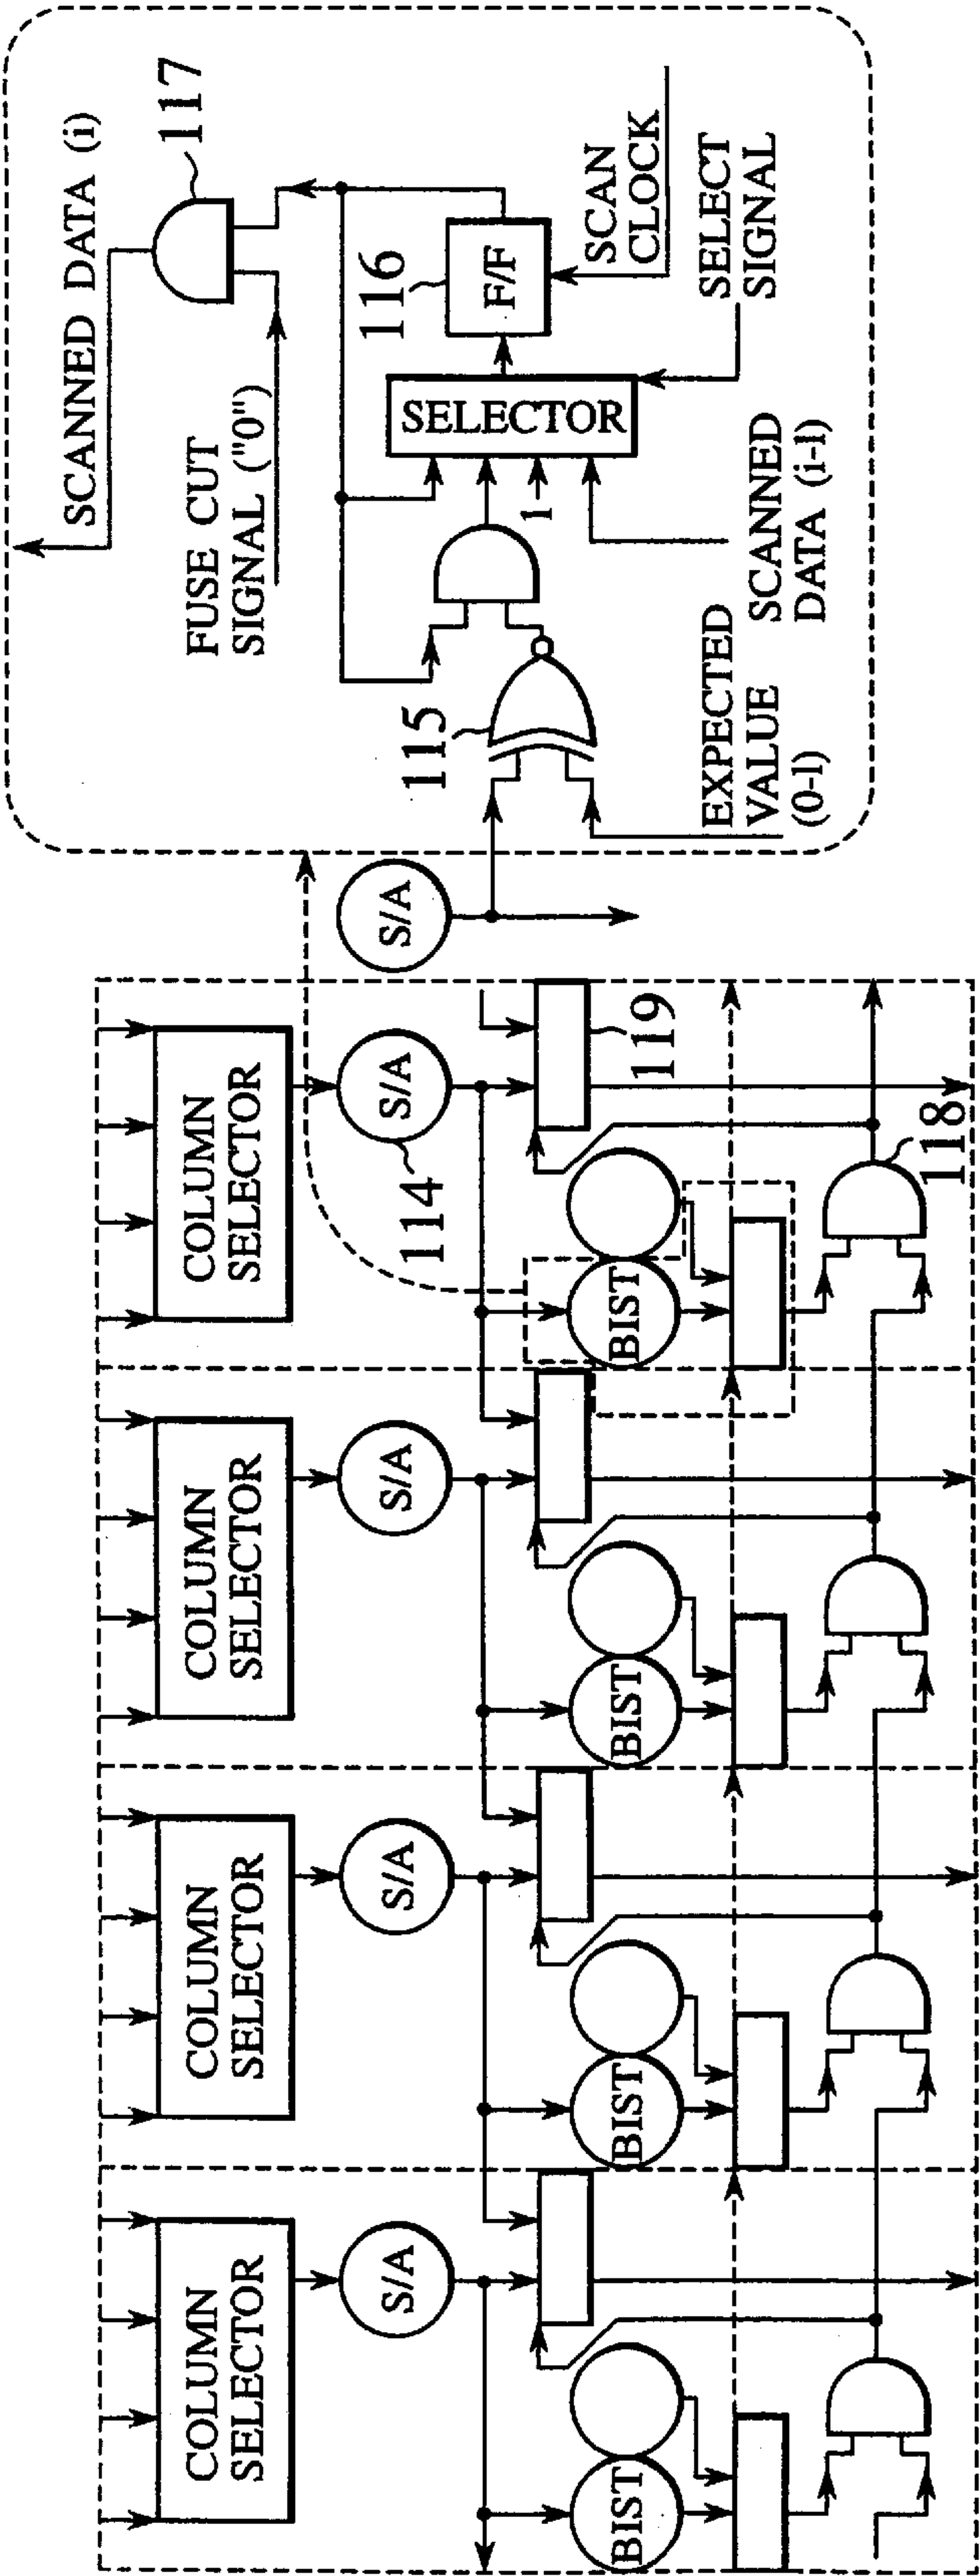 COLUMN
SELECTOR
COLUMN
SELECTOR
COLUMN
SELECTOR
COLUMN
SELECTOR
S/A
S/A
S/A
S/A
114
BIST
BIST
BIST
BIST
119
118
S/A
SCANNED DATA (i)
117
FUSE CUT
SIGNAL ("0")
116
F/F
SELECTOR
1
115
SCAN
CLOCK
SELECT
SIGNAL
EXPECTED
VALUE
(0-1)
SCANNED
DATA (i-1)